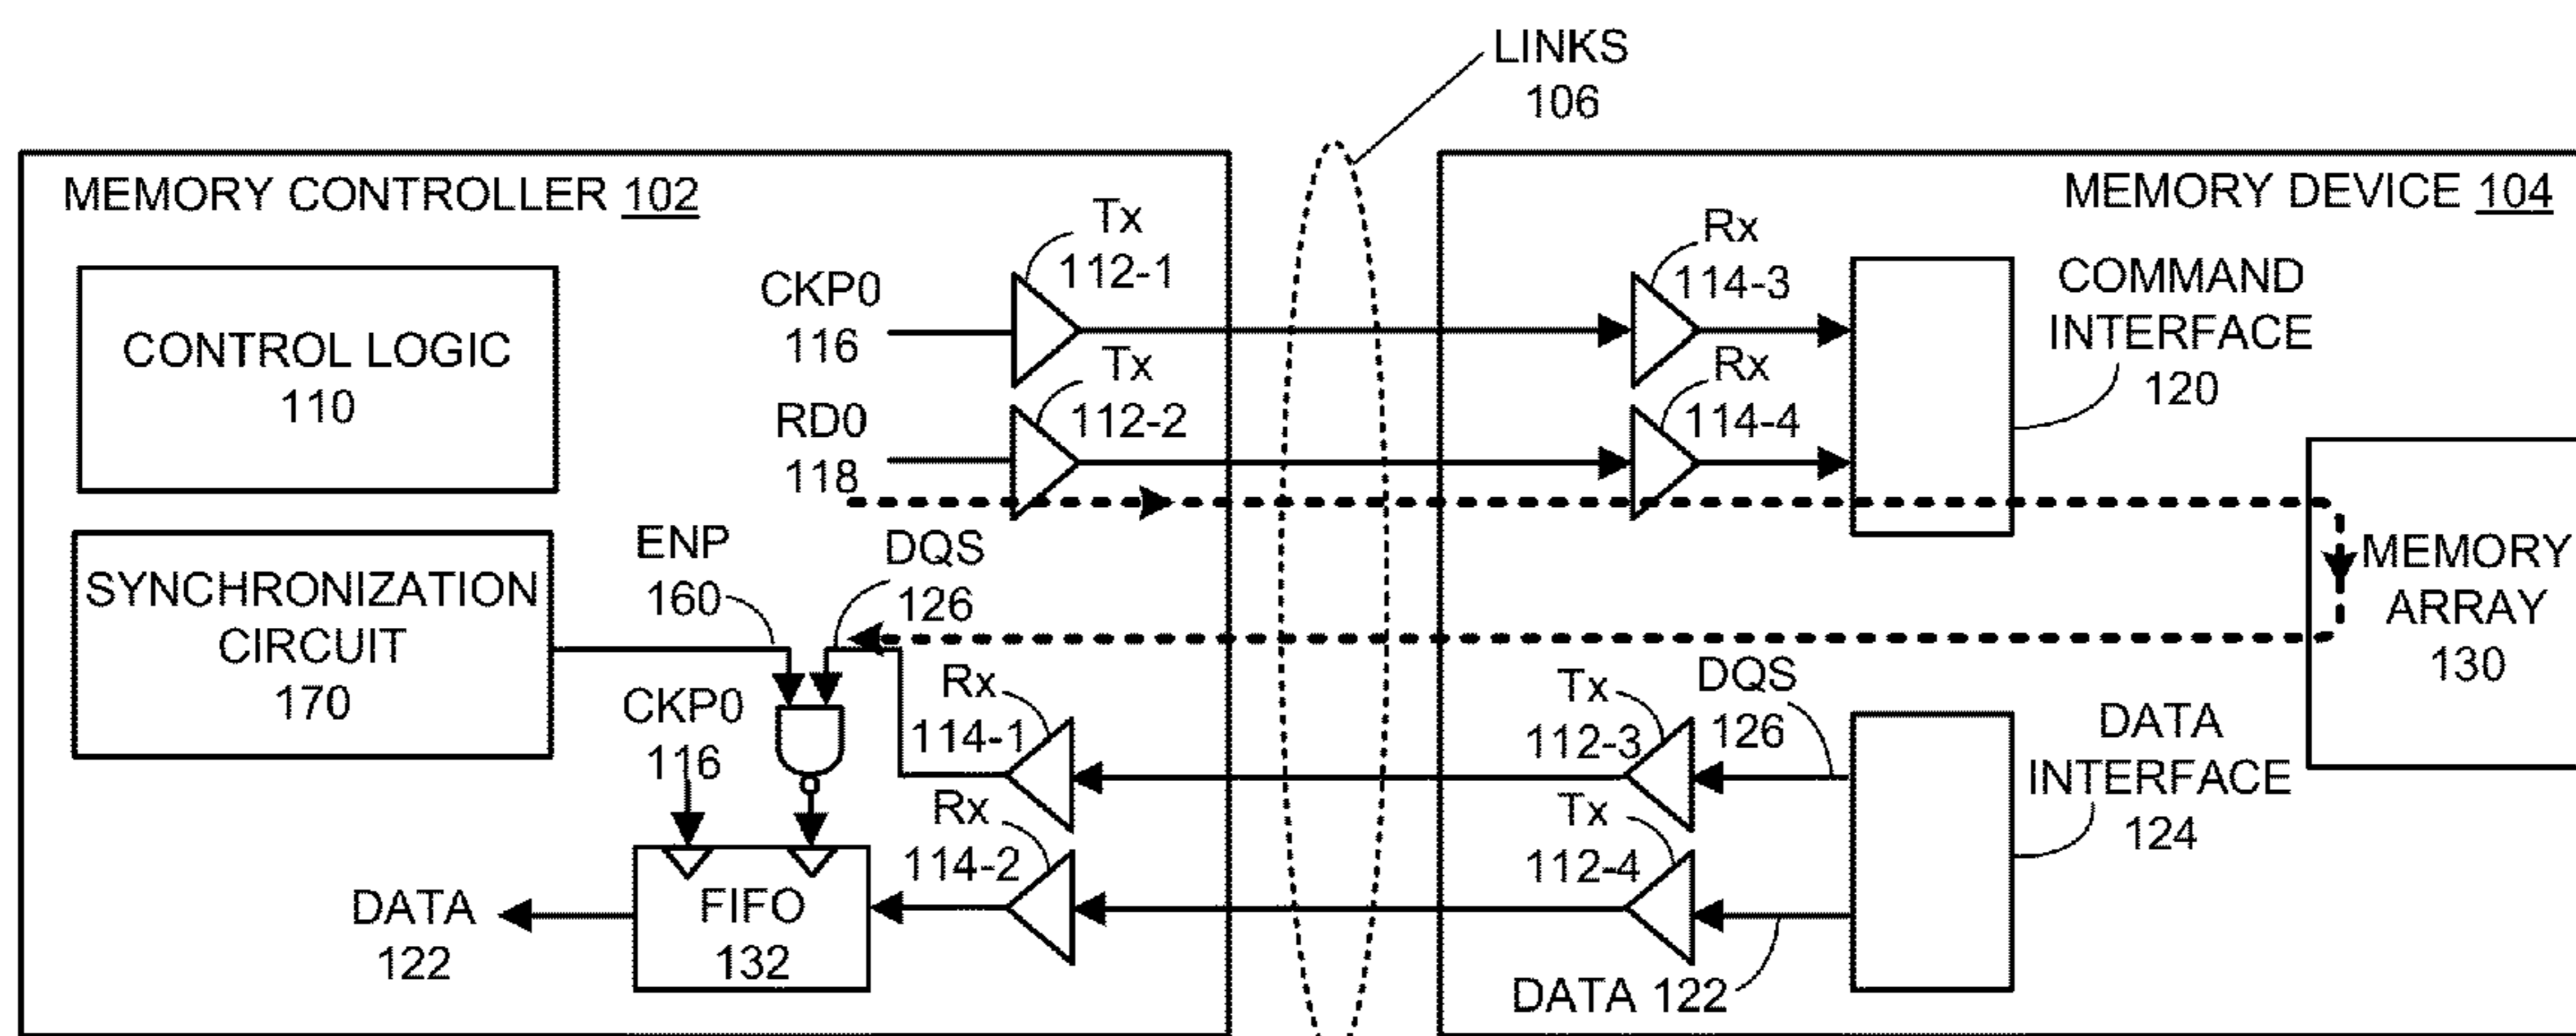 LINKS
106
MEMORY CONTROLLER 102
MEMORY DEVICE 104
CONTROL LOGIC
110
CKP0
116
Tx
112-1
RD0
118
Tx
112-2
Rx
114-3
Rx
114-4
COMMAND
INTERFACE
120
SYNCHRONIZATION
CIRCUIT
170
ENP
160
DQS
126
MEMORY
ARRAY
130
CKP0
116
Rx
114-1
Rx
114-2
Tx
112-3
DQS
126
Tx
112-4
DATA
INTERFACE
124
DATA
122
FIFO
132
DATA 122